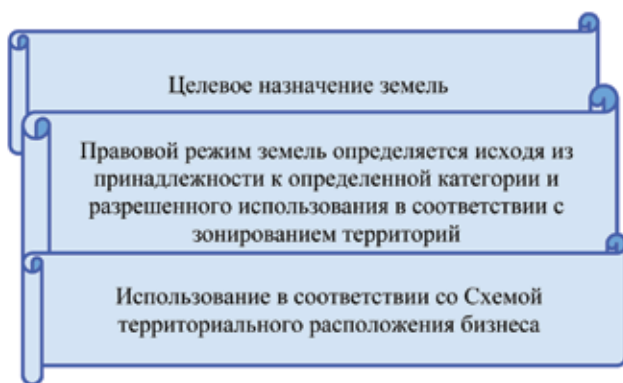 Целевое назначение земель
Правовой режим земель определяется исходя из
принадлежности к определенной категории и
разрешенного использования в соответствии с
зонированием территорий
Использование в соответствии со Схемой
территориального расположения бизнеса